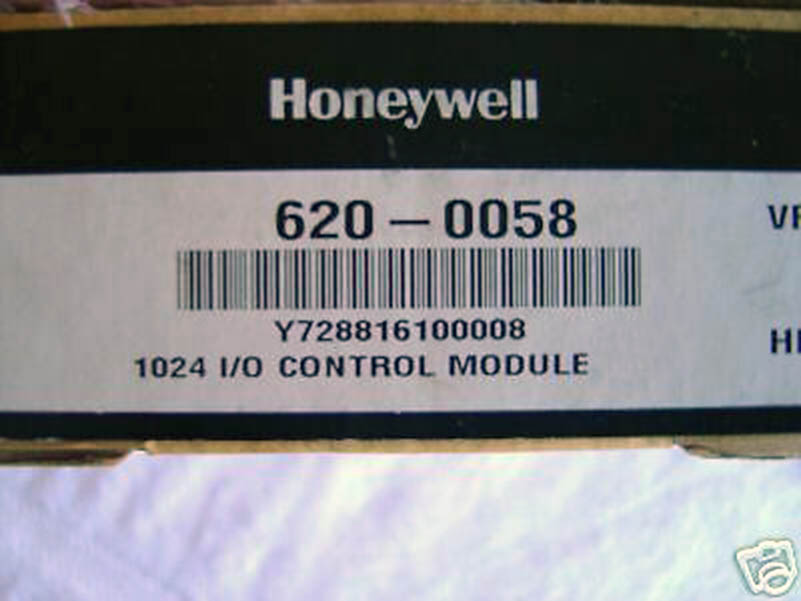 Honeywell
620-0058
Y728816100008
1024 I/O CONTROL MODULE